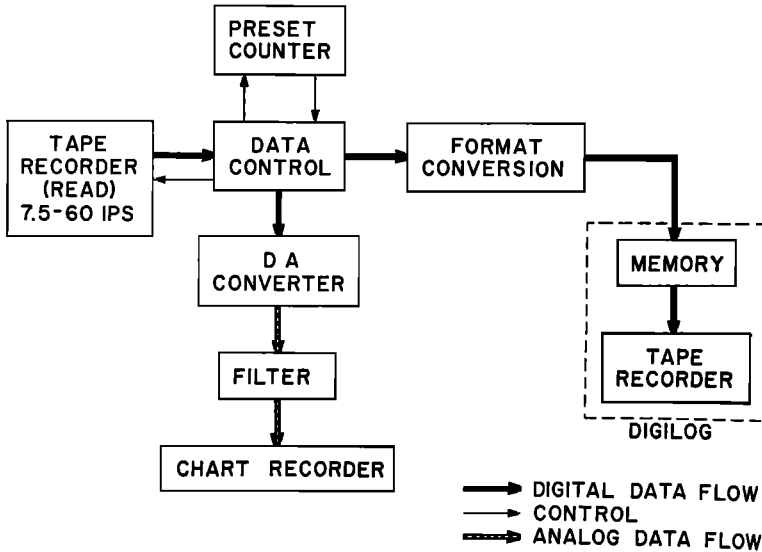 PRESET
COUNTER
TAPE
RECORDER
(READ)
7.5-60 IPS
DATA
CONTROL
FORMAT
CONVERSION
D A
CONVERTER
MEMORY
FILTER
TAPE
RECORDER
DIGILOG
CHART RECORDER
DIGITAL DATA FLOW
CONTROL
ANALOG DATA FLOW